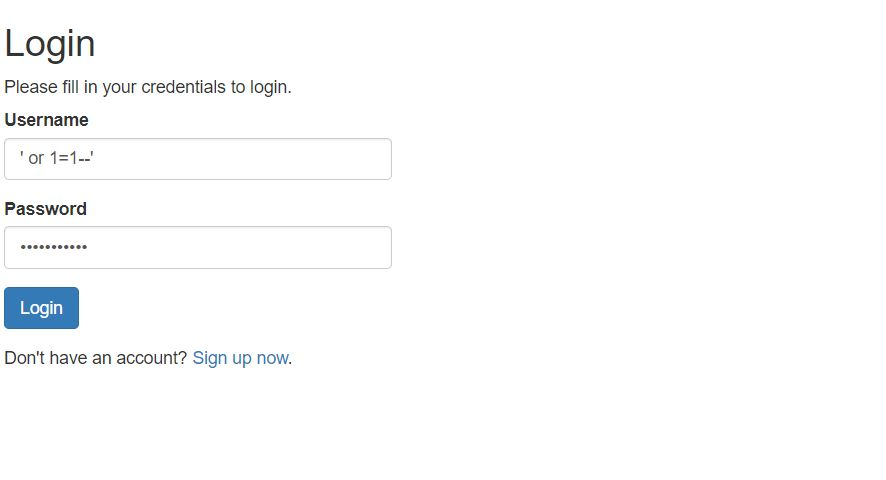 Login
Please fill in your credentials to login.
Username
' or 1=1--'
Password
•••••••••••
Login
Don't have an account? Sign up now.